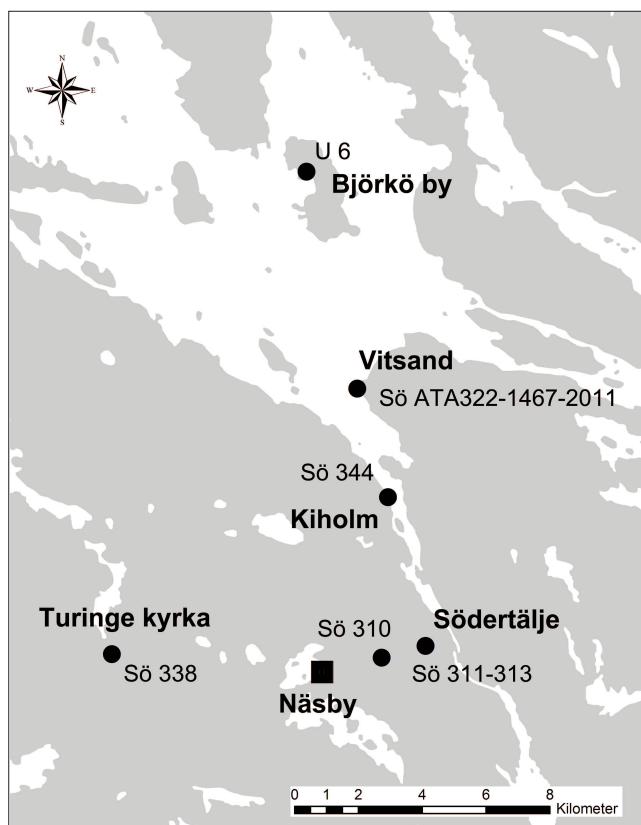 N
W E
S
U 6
Björkö by
Vitsand
Sö ATA322-1467-2011
Sö 344
Kiholm
Turinge kyrka
Sö 338
Sö 310
Södertälje
Sö 311-313
Näsby
0 1 2 4 6 8
Kilometer